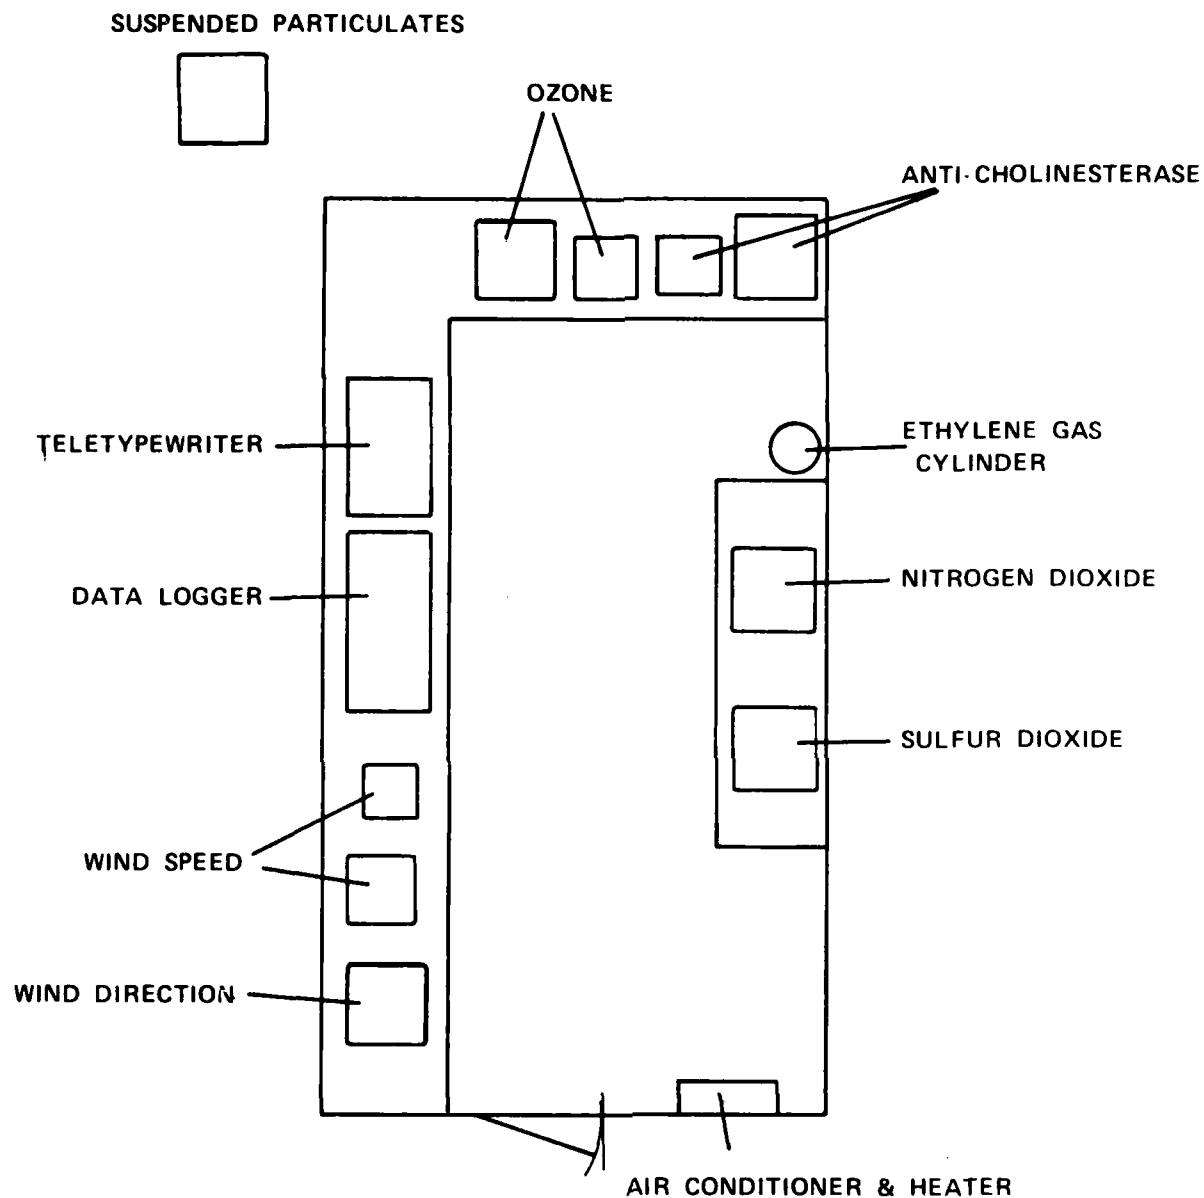 SUSPENDED PARTICULATES
OZONE
ANTI-CHOLINESTERASE
TELETYPEWRITER
ETHYLENE GAS
CYLINDER
DATA LOGGER
NITROGEN DIOXIDE
SULFUR DIOXIDE
WIND SPEED
WIND DIRECTION
AIR CONDITIONER & HEATER